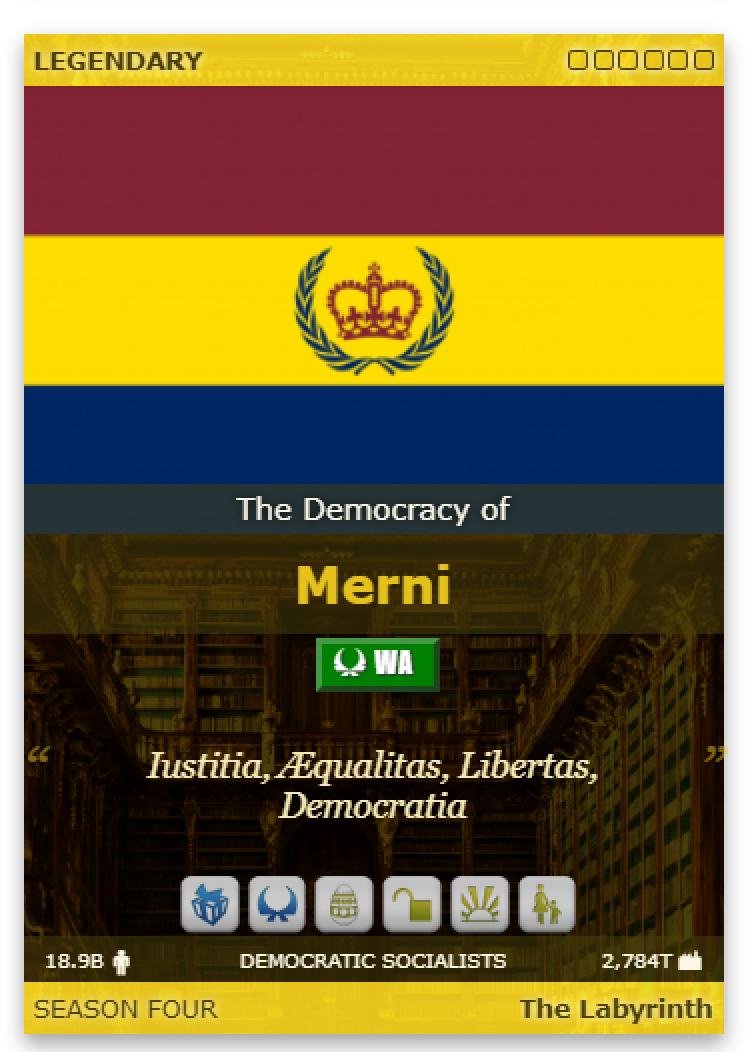 LEGENDARY
The Democracy of
Merni
WA
“ Iustitia, Æqualitas, Libertas, ”
Democratia
18.9B DEMOCRATIC SOCIALISTS 2,784T
SEASON FOUR The Labyrinth